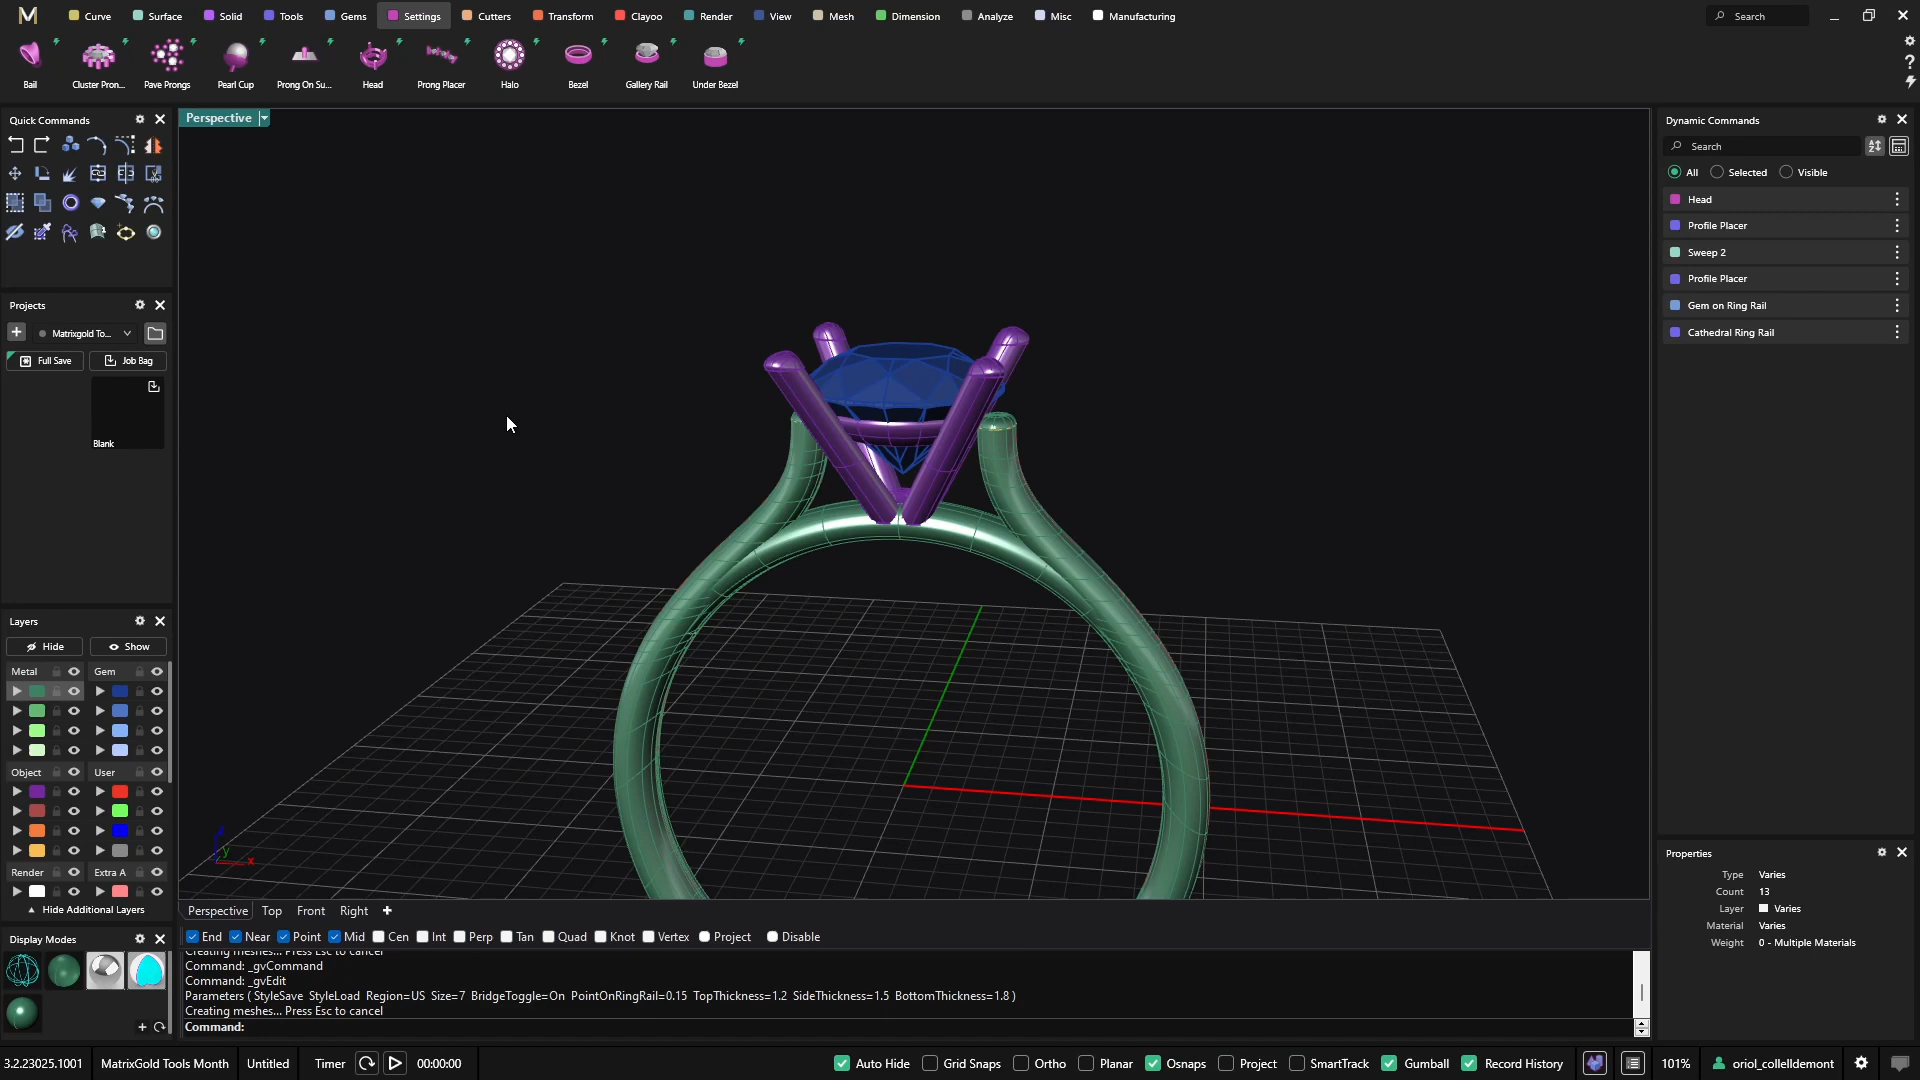 M Curve Surface Solid Tools Gems Settings Cutters Transform Clayoo Render View Mesh Dimension Analyze Misc Manufacturing Search
Bail Cluster Pron... Pave Prongs Pearl Cup Prong On Su... Head Prong Placer Halo Bezel Gallery Rail Under Bezel
Quick Commands
Projects
Matrixgold To...
Full Save Job Bag
Blank
Layers
Hide Show
Metal Gem
Object User
Render Extra A
Hide Additional Layers
Display Modes
Perspective
z
y
x
Perspective Top Front Right
End Near Point Mid Cen Int Perp Tan Quad Knot Vertex Project Disable
Creating meshes... Press Esc to cancel
Command: _gvCommand
Command: _gvEdit
Parameters ( StyleSave StyleLoad Region=US Size=7 BridgeToggle=On PointOnRingRail=0.15 TopThickness=1.2 SideThickness=1.5 BottomThickness=1.8 )
Creating meshes... Press Esc to cancel
Command:
Dynamic Commands
Search
All Selected Visible
Head
Profile Placer
Sweep 2
Profile Placer
Gem on Ring Rail
Cathedral Ring Rail
Properties
Type Varies
Count 13
Layer Varies
Material Varies
Weight 0 - Multiple Materials
3.2.23025.1001 MatrixGold Tools Month Untitled Timer 00:00:00 Auto Hide Grid Snaps Ortho Planar Osnaps Project SmartTrack Gumball Record History 101% oriol_collelldemont